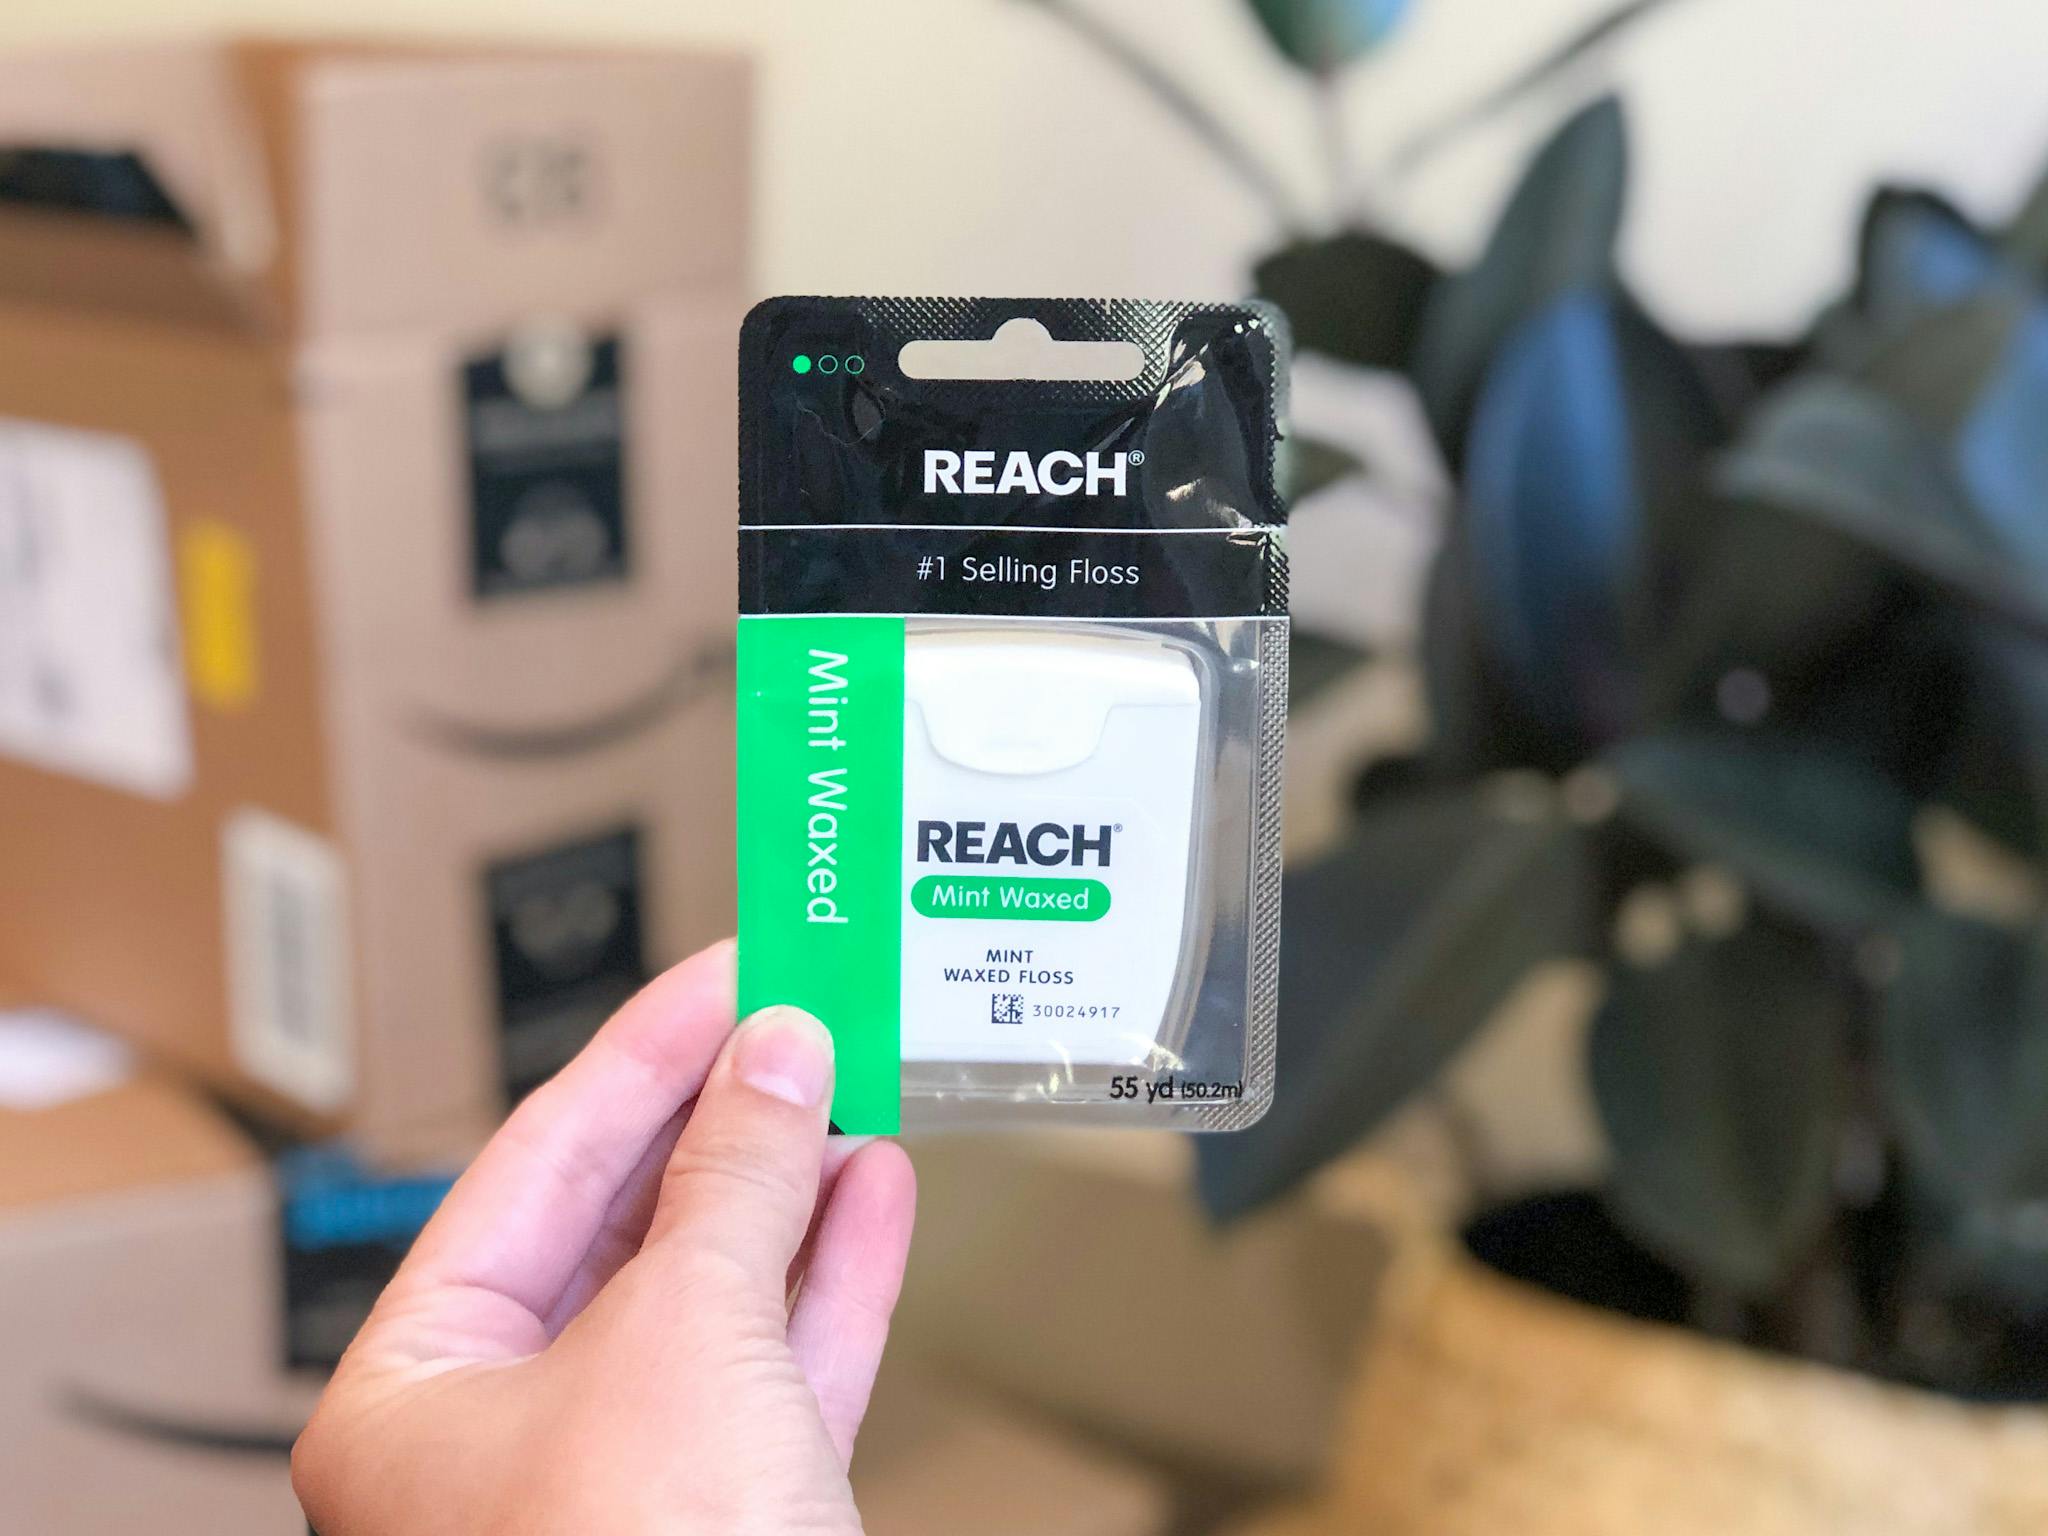 REACH®
#1 Selling Floss
Mint Waxed
REACH®
Mint Waxed
MINT
WAXED FLOSS
30024917
55 yd (50.2m)